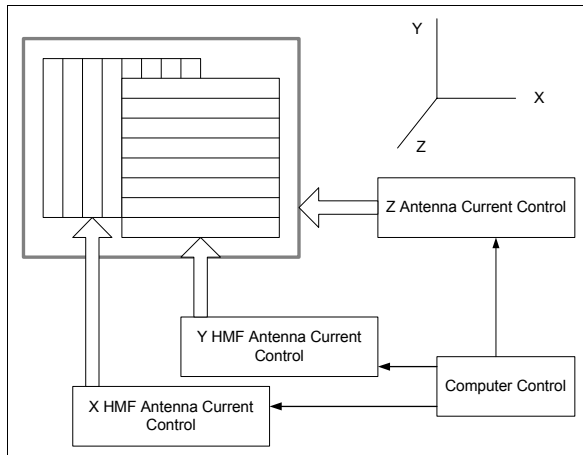 Y
X
Z
Z Antenna Current Control
Y HMF Antenna Current
Control
Computer Control
X HMF Antenna Current
Control